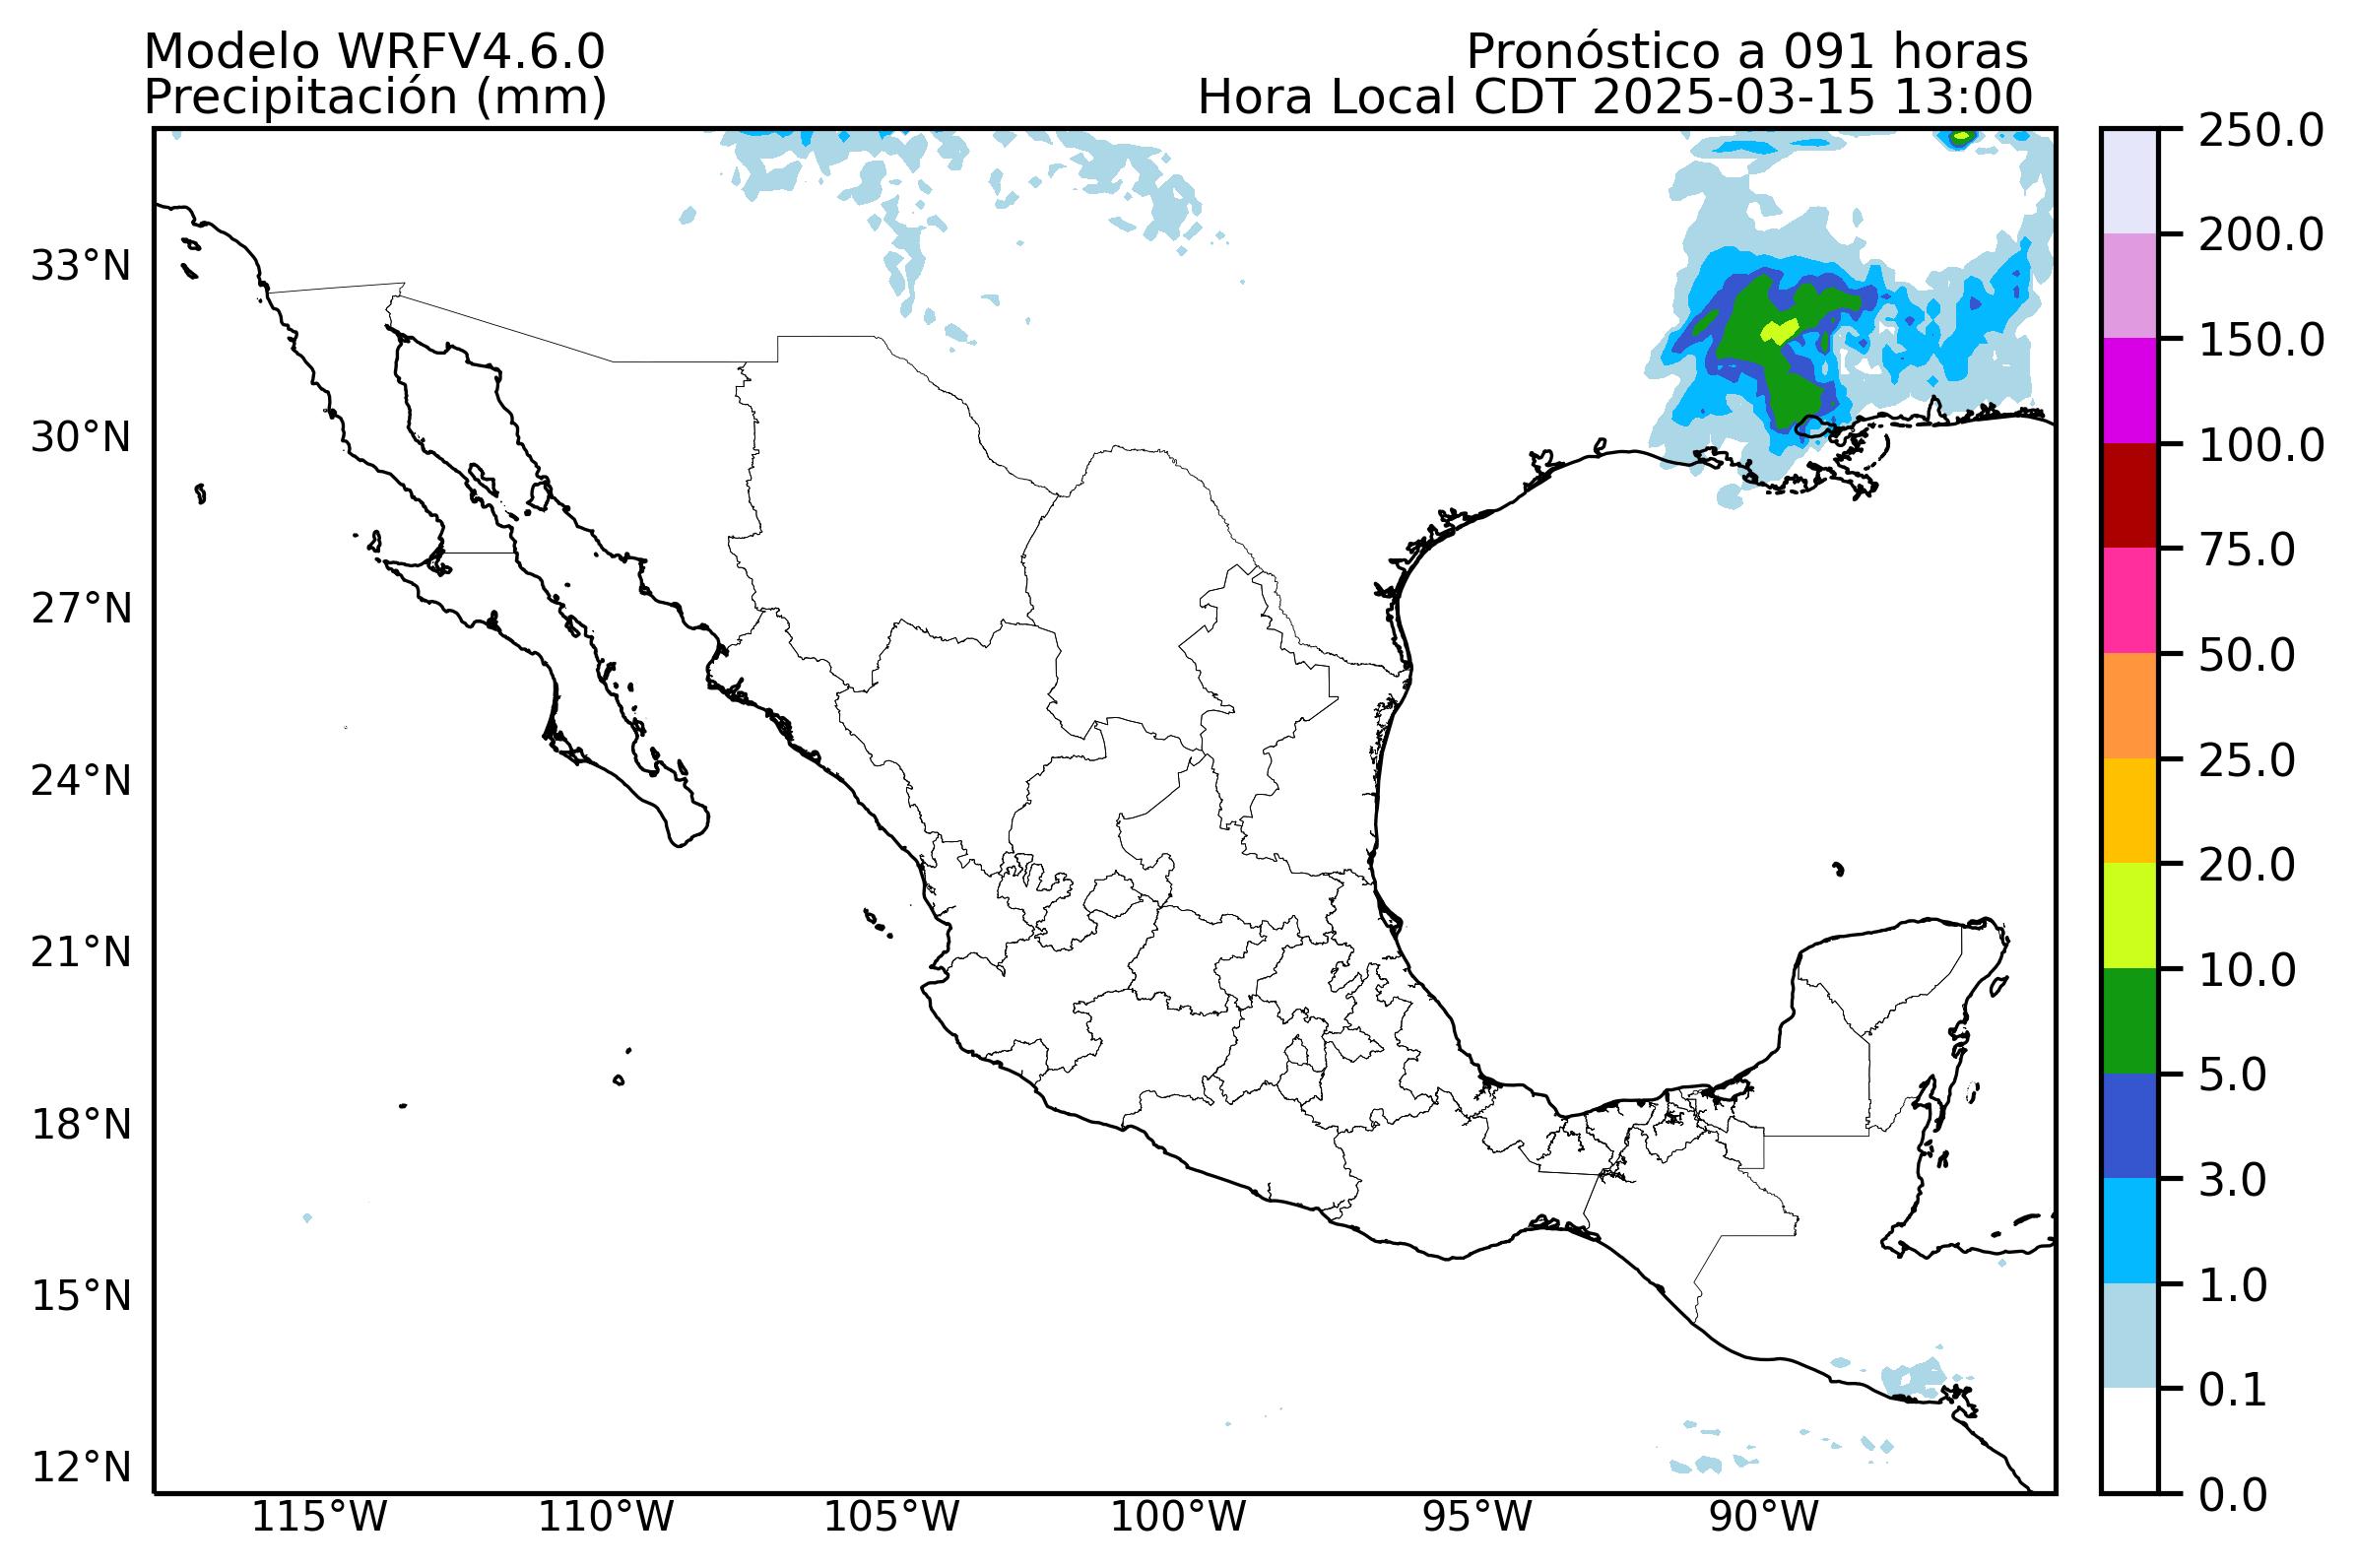 Modelo WRFV4.6.0
Precipitación (mm)
Pronóstico a 091 horas
Hora Local CDT 2025-03-15 13:00
33°N
30°N
27°N
24°N
21°N
18°N
15°N
12°N
115°W
110°W
105°W
100°W
95°W
90°W
250.0
200.0
150.0
100.0
75.0
50.0
25.0
20.0
10.0
5.0
3.0
1.0
0.1
0.0